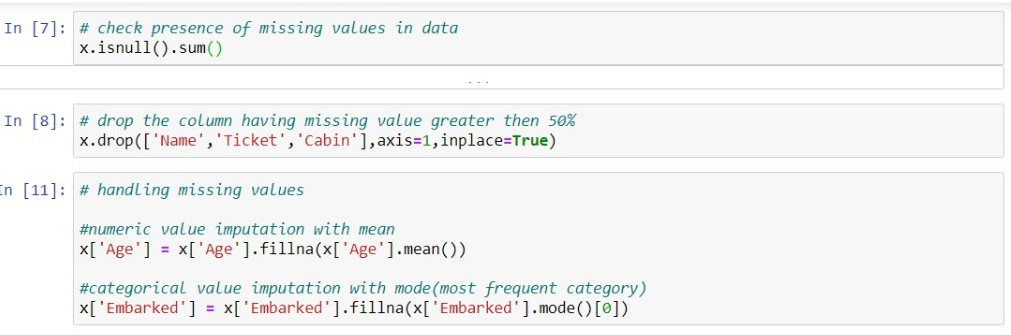 In [7]: # check presence of missing values in data
x.isnull().sum()
...
In [8]: # drop the column having missing value greater then 50%
x.drop(['Name','Ticket','Cabin'],axis=1,inplace=True)
In [11]: # handling missing values
#numeric value imputation with mean
x['Age'] = x['Age'].fillna(x['Age'].mean())
#categorical value imputation with mode(most frequent category)
x['Embarked'] = x['Embarked'].fillna(x['Embarked'].mode()[0])